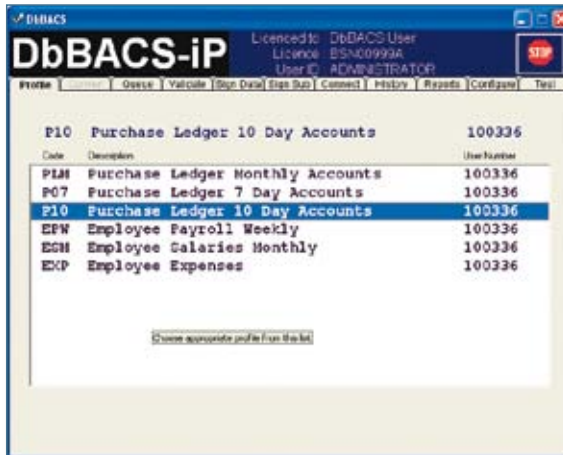 DbBACS
DbBACS-iP
Licenced to DbBACS User
Licence BSN00999A
User ID ADMINISTRATOR
STOP
Profile Queue Validate Sign Data Sign Sub Connect History Reports Configure Test
P10 Purchase Ledger 10 Day Accounts 100336
Code Description User Number
PLM Purchase Ledger Monthly Accounts 100336
P07 Purchase Ledger 7 Day Accounts 100336
P10 Purchase Ledger 10 Day Accounts 100336
EPW Employee Payroll Weekly 100336
ESM Employee Salaries Monthly 100336
EXP Employee Expenses 100336
Choose appropriate profile from this list